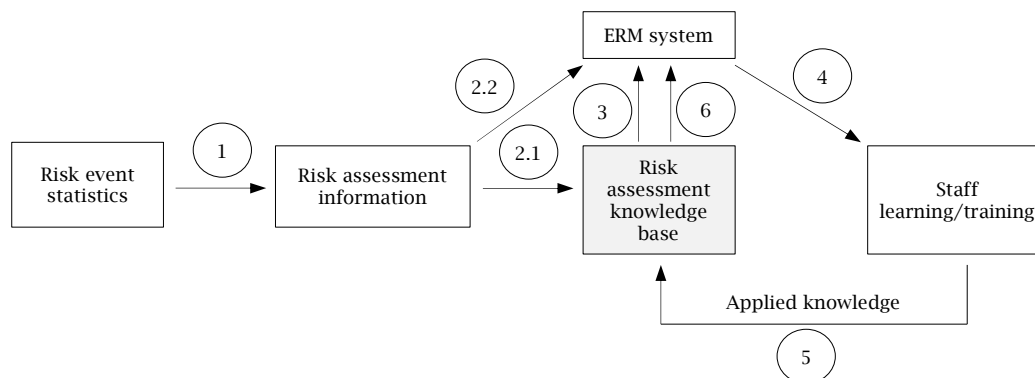 ERM system
2.2
4
3
6
1
2.1
Risk event
statistics
Risk assessment
information
Risk
assessment
knowledge
base
Staff
learning/training
Applied knowledge
5